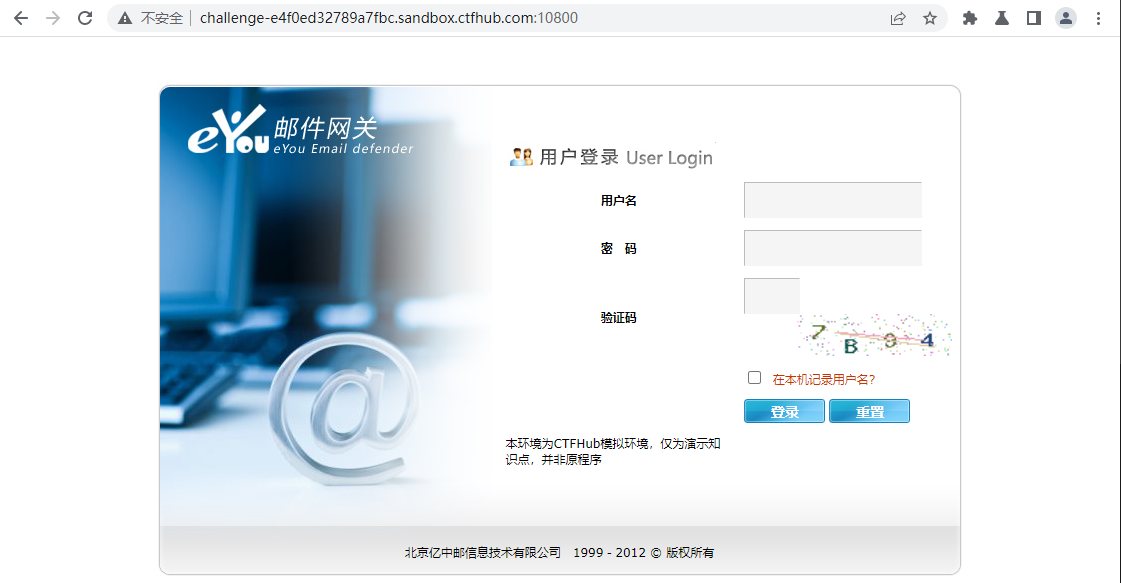 不安全 challenge-e4f0ed32789a7fbc.sandbox.ctfhub.com:10800
eYou 邮件网关
eYou Email defender
用户登录 User Login
用户名
密 码
验证码
7 B 9 4
在本机记录用户名?
登录 重置
本环境为CTFHub模拟环境，仅为演示知
识点，并非原程序
北京亿中邮信息技术有限公司 1999 - 2012 © 版权所有